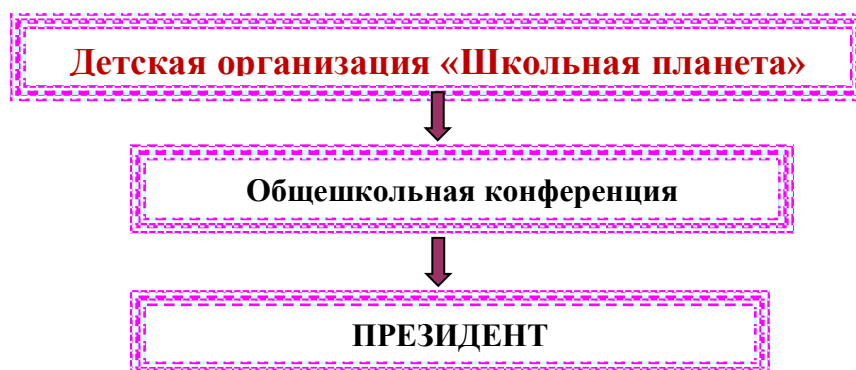 Детская организация «Школьная планета»
Общешкольная конференция
ПРЕЗИДЕНТ